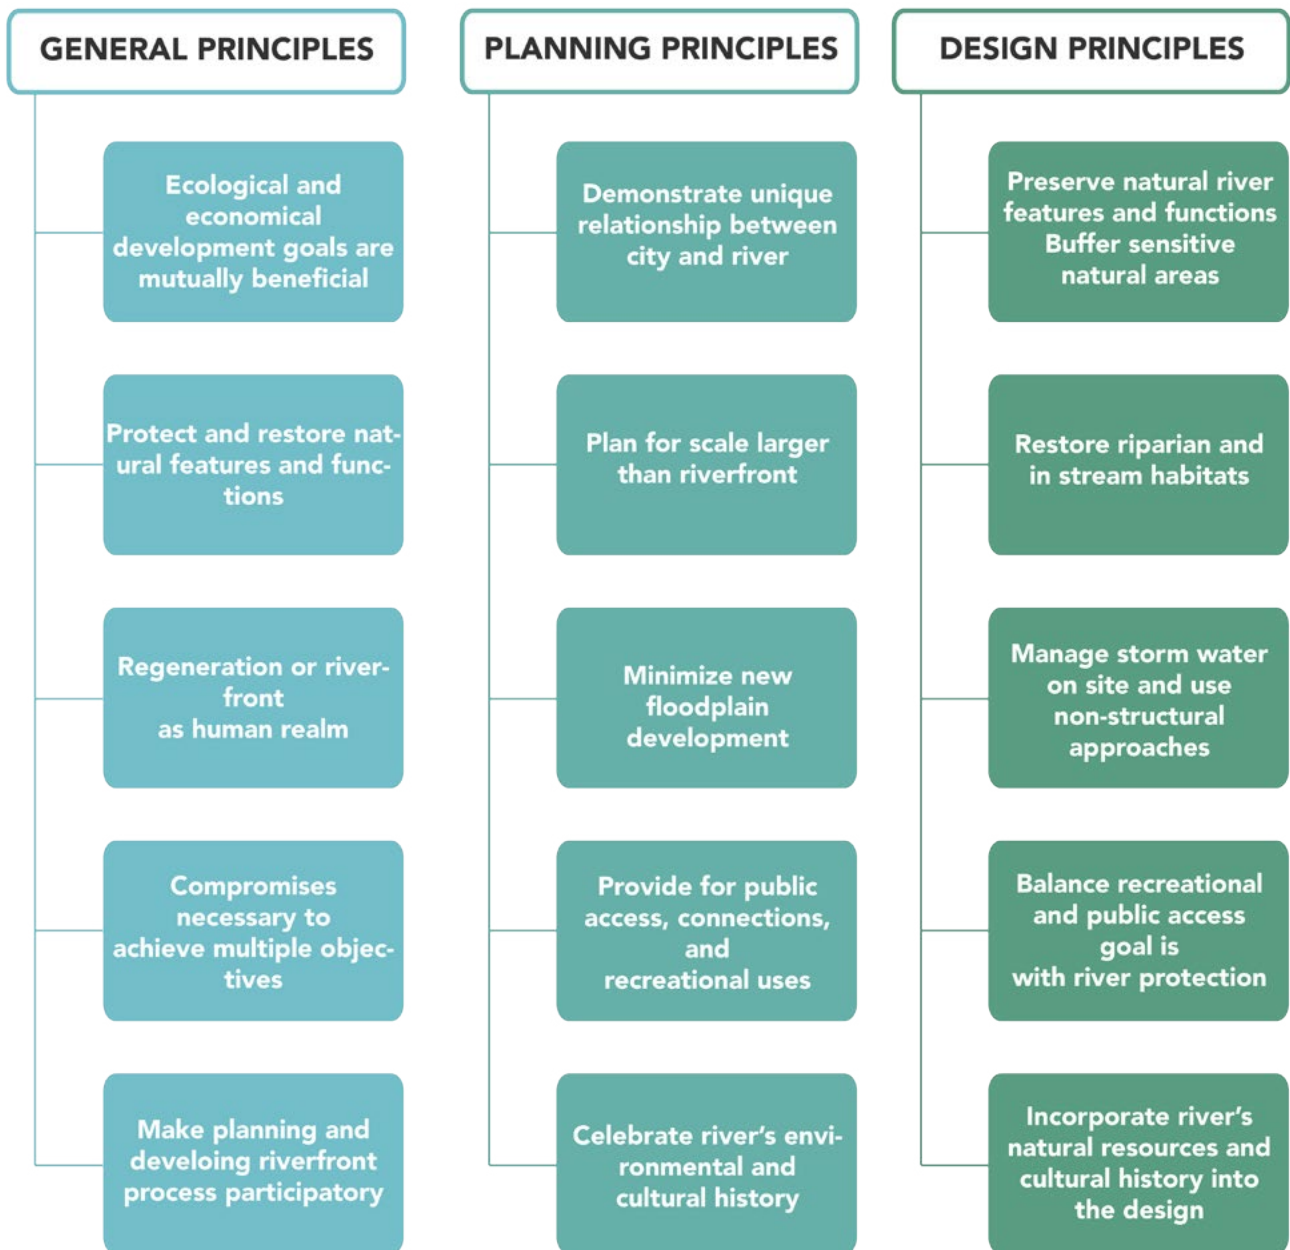 GENERAL PRINCIPLES
Ecological and
economical
development goals are
mutually beneficial
Protect and restore nat-
ural features and func-
tions
Regeneration or river-
front
as human realm
Compromises
necessary to
achieve multiple objec-
tives
Make planning and
develoing riverfront
process participatory
PLANNING PRINCIPLES
Demonstrate unique
relationship between
city and river
Plan for scale larger
than riverfront
Minimize new
floodplain
development
Provide for public
access, connections,
and
recreational uses
Celebrate river's envi-
ronmental and
cultural history
DESIGN PRINCIPLES
Preserve natural river
features and functions
Buffer sensitive
natural areas
Restore riparian and
in stream habitats
Manage storm water
on site and use
non-structural
approaches
Balance recreational
and public access
goal is
with river protection
Incorporate river's
natural resources and
cultural history into
the design